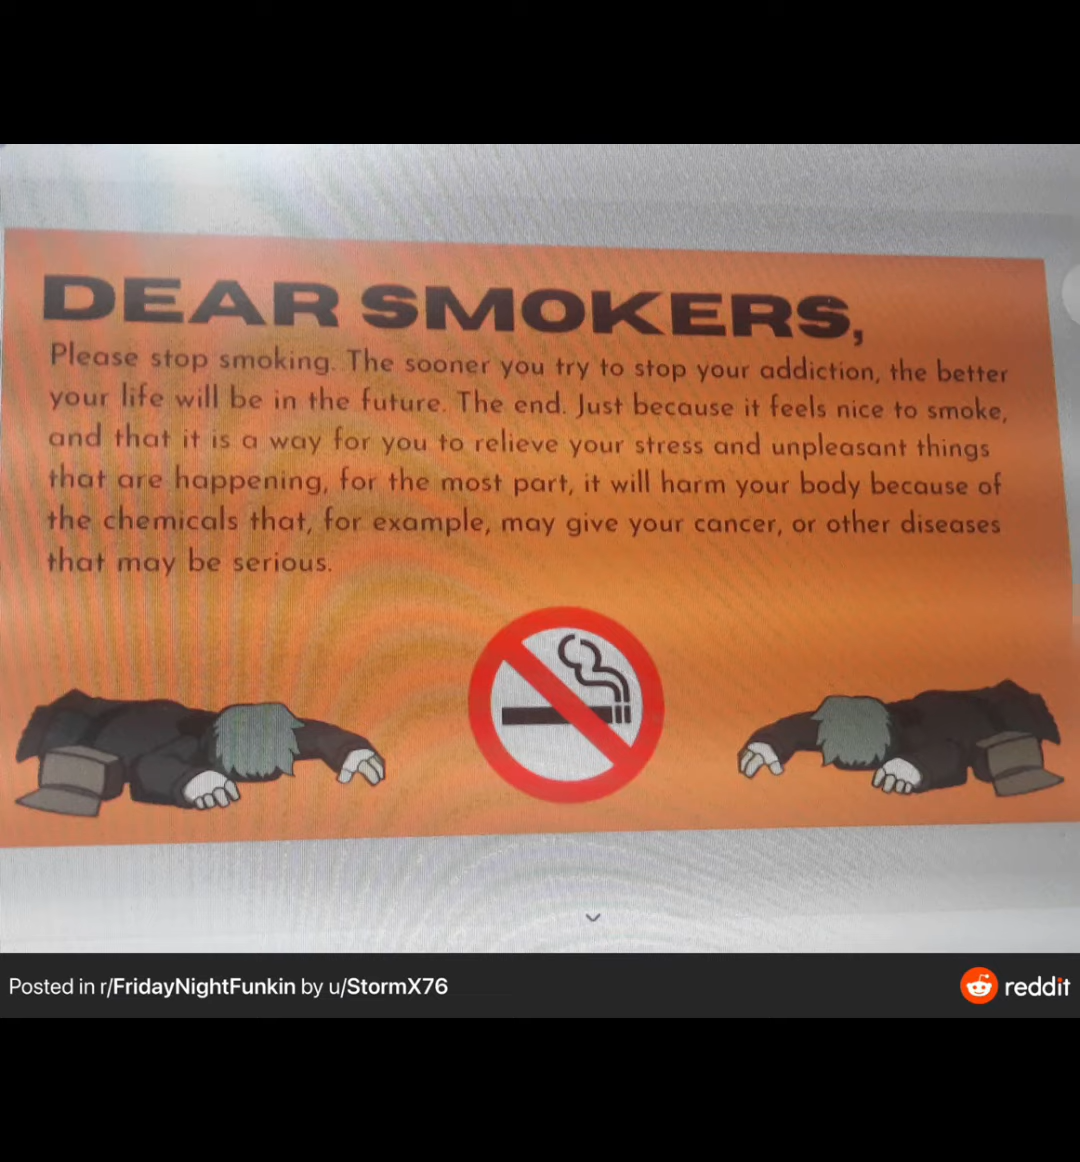 DEAR SMOKERS,
Please stop smoking. The sooner you try to stop your addiction, the better
your life will be in the future. The end. Just because it feels nice to smoke,
and that it is a way for you to relieve your stress and unpleasant things
that are happening, for the most part, it will harm your body because of
the chemicals that, for example, may give your cancer, or other diseases
that may be serious.
Posted in r/FridayNightFunkin by u/StormX76
reddit